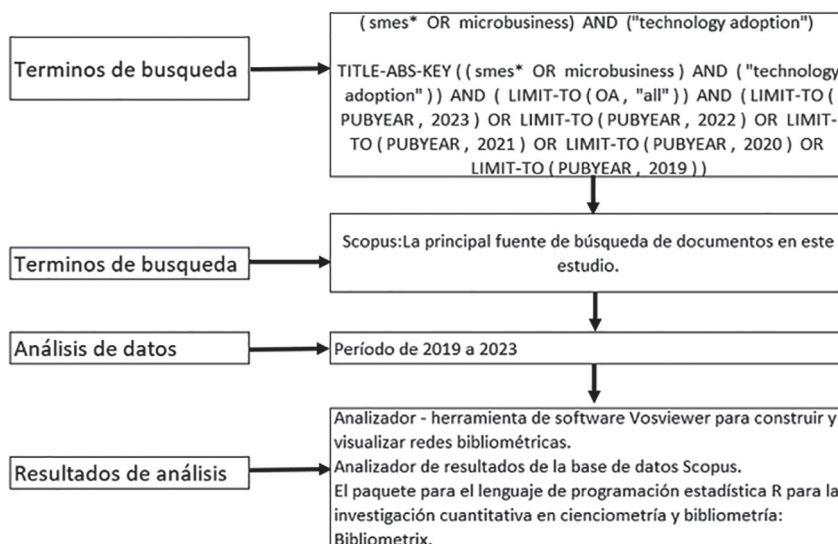 ( smes* OR microbusiness) AND ("technology adoption")
Terminos de busqueda
TITLE-ABS-KEY ( ( smes* OR microbusiness ) AND ( "technology
adoption" ) ) AND ( LIMIT-TO ( OA , "all" ) ) AND ( LIMIT-TO (
PUBYEAR , 2023 ) OR LIMIT-TO ( PUBYEAR , 2022 ) OR LIMIT-
TO ( PUBYEAR , 2021 ) OR LIMIT-TO ( PUBYEAR , 2020 ) OR
LIMIT-TO ( PUBYEAR , 2019 ) )
Terminos de busqueda
Scopus:La principal fuente de búsqueda de documentos en este
estudio.
Análisis de datos
Período de 2019 a 2023
Resultados de análisis
Analizador - herramienta de software Vosviewer para construir y
visualizar redes bibliométricas.
Analizador de resultados de la base de datos Scopus.
El paquete para el lenguaje de programación estadística R para la
investigación cuantitativa en cienciometría y bibliometría:
Bibliometrix.